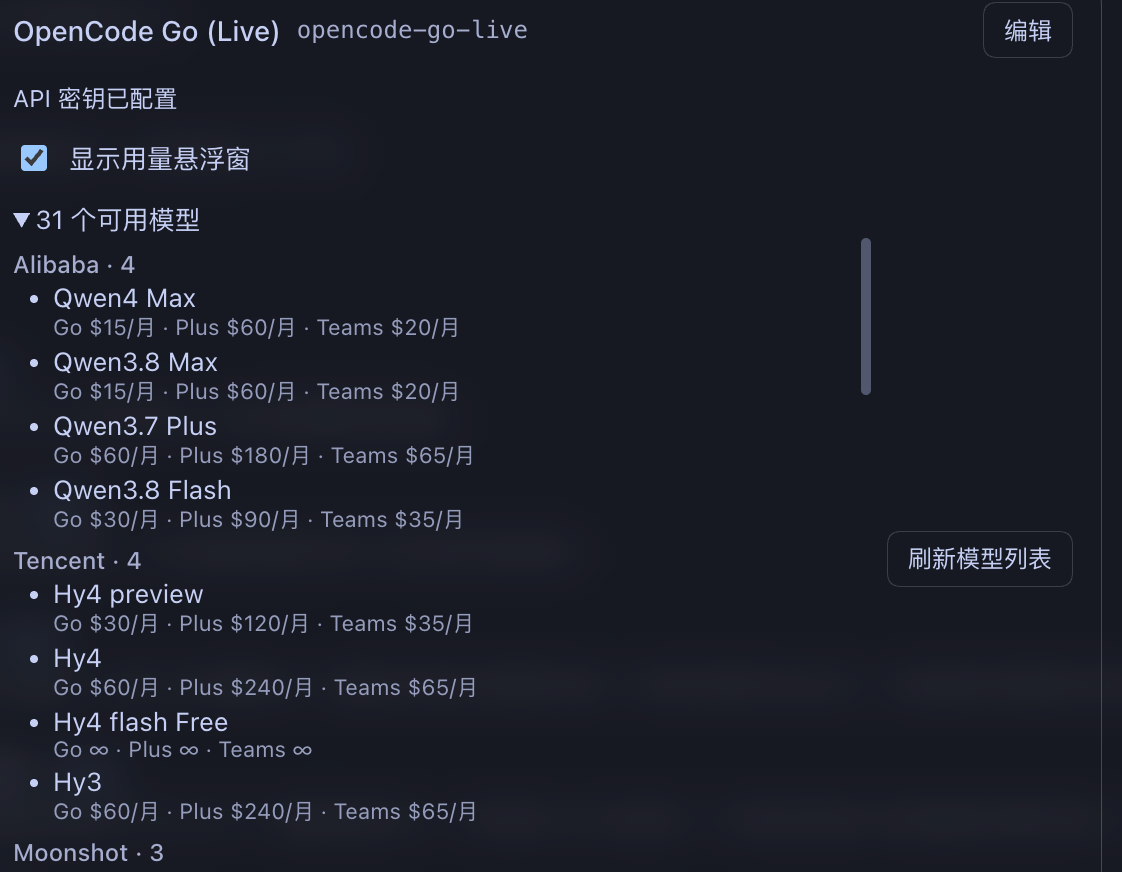 OpenCode Go (Live) opencode-go-live 编辑
API 密钥已配置
显示用量悬浮窗
▼31 个可用模型
Alibaba · 4
• Qwen4 Max
Go $15/月 · Plus $60/月 · Teams $20/月
• Qwen3.8 Max
Go $15/月 · Plus $60/月 · Teams $20/月
• Qwen3.7 Plus
Go $60/月 · Plus $180/月 · Teams $65/月
• Qwen3.8 Flash
Go $30/月 · Plus $90/月 · Teams $35/月
Tencent · 4
刷新模型列表
• Hy4 preview
Go $30/月 · Plus $120/月 · Teams $35/月
• Hy4
Go $60/月 · Plus $240/月 · Teams $65/月
• Hy4 flash Free
Go ∞ · Plus ∞ · Teams ∞
• Hy3
Go $60/月 · Plus $240/月 · Teams $65/月
Moonshot · 3